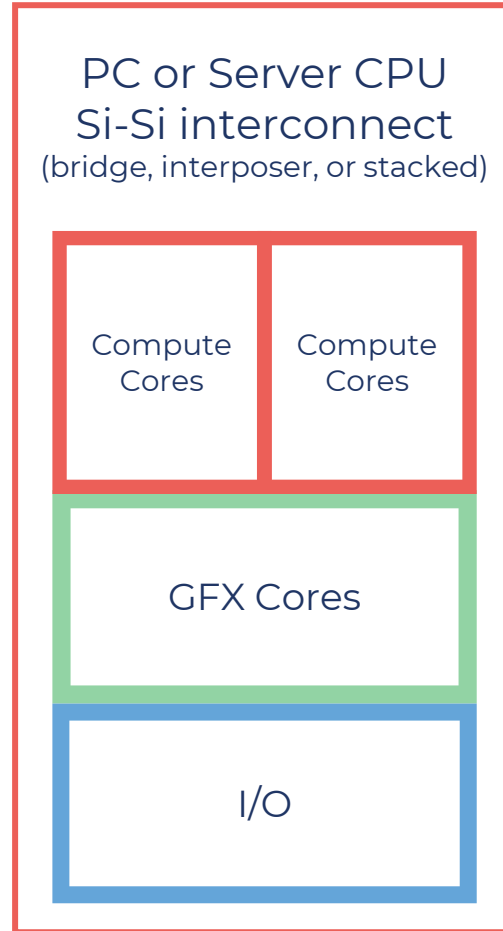 PC or Server CPU
Si-Si interconnect
(bridge, interposer, or stacked)
Compute
Cores
Compute
Cores
GFX Cores
I/O